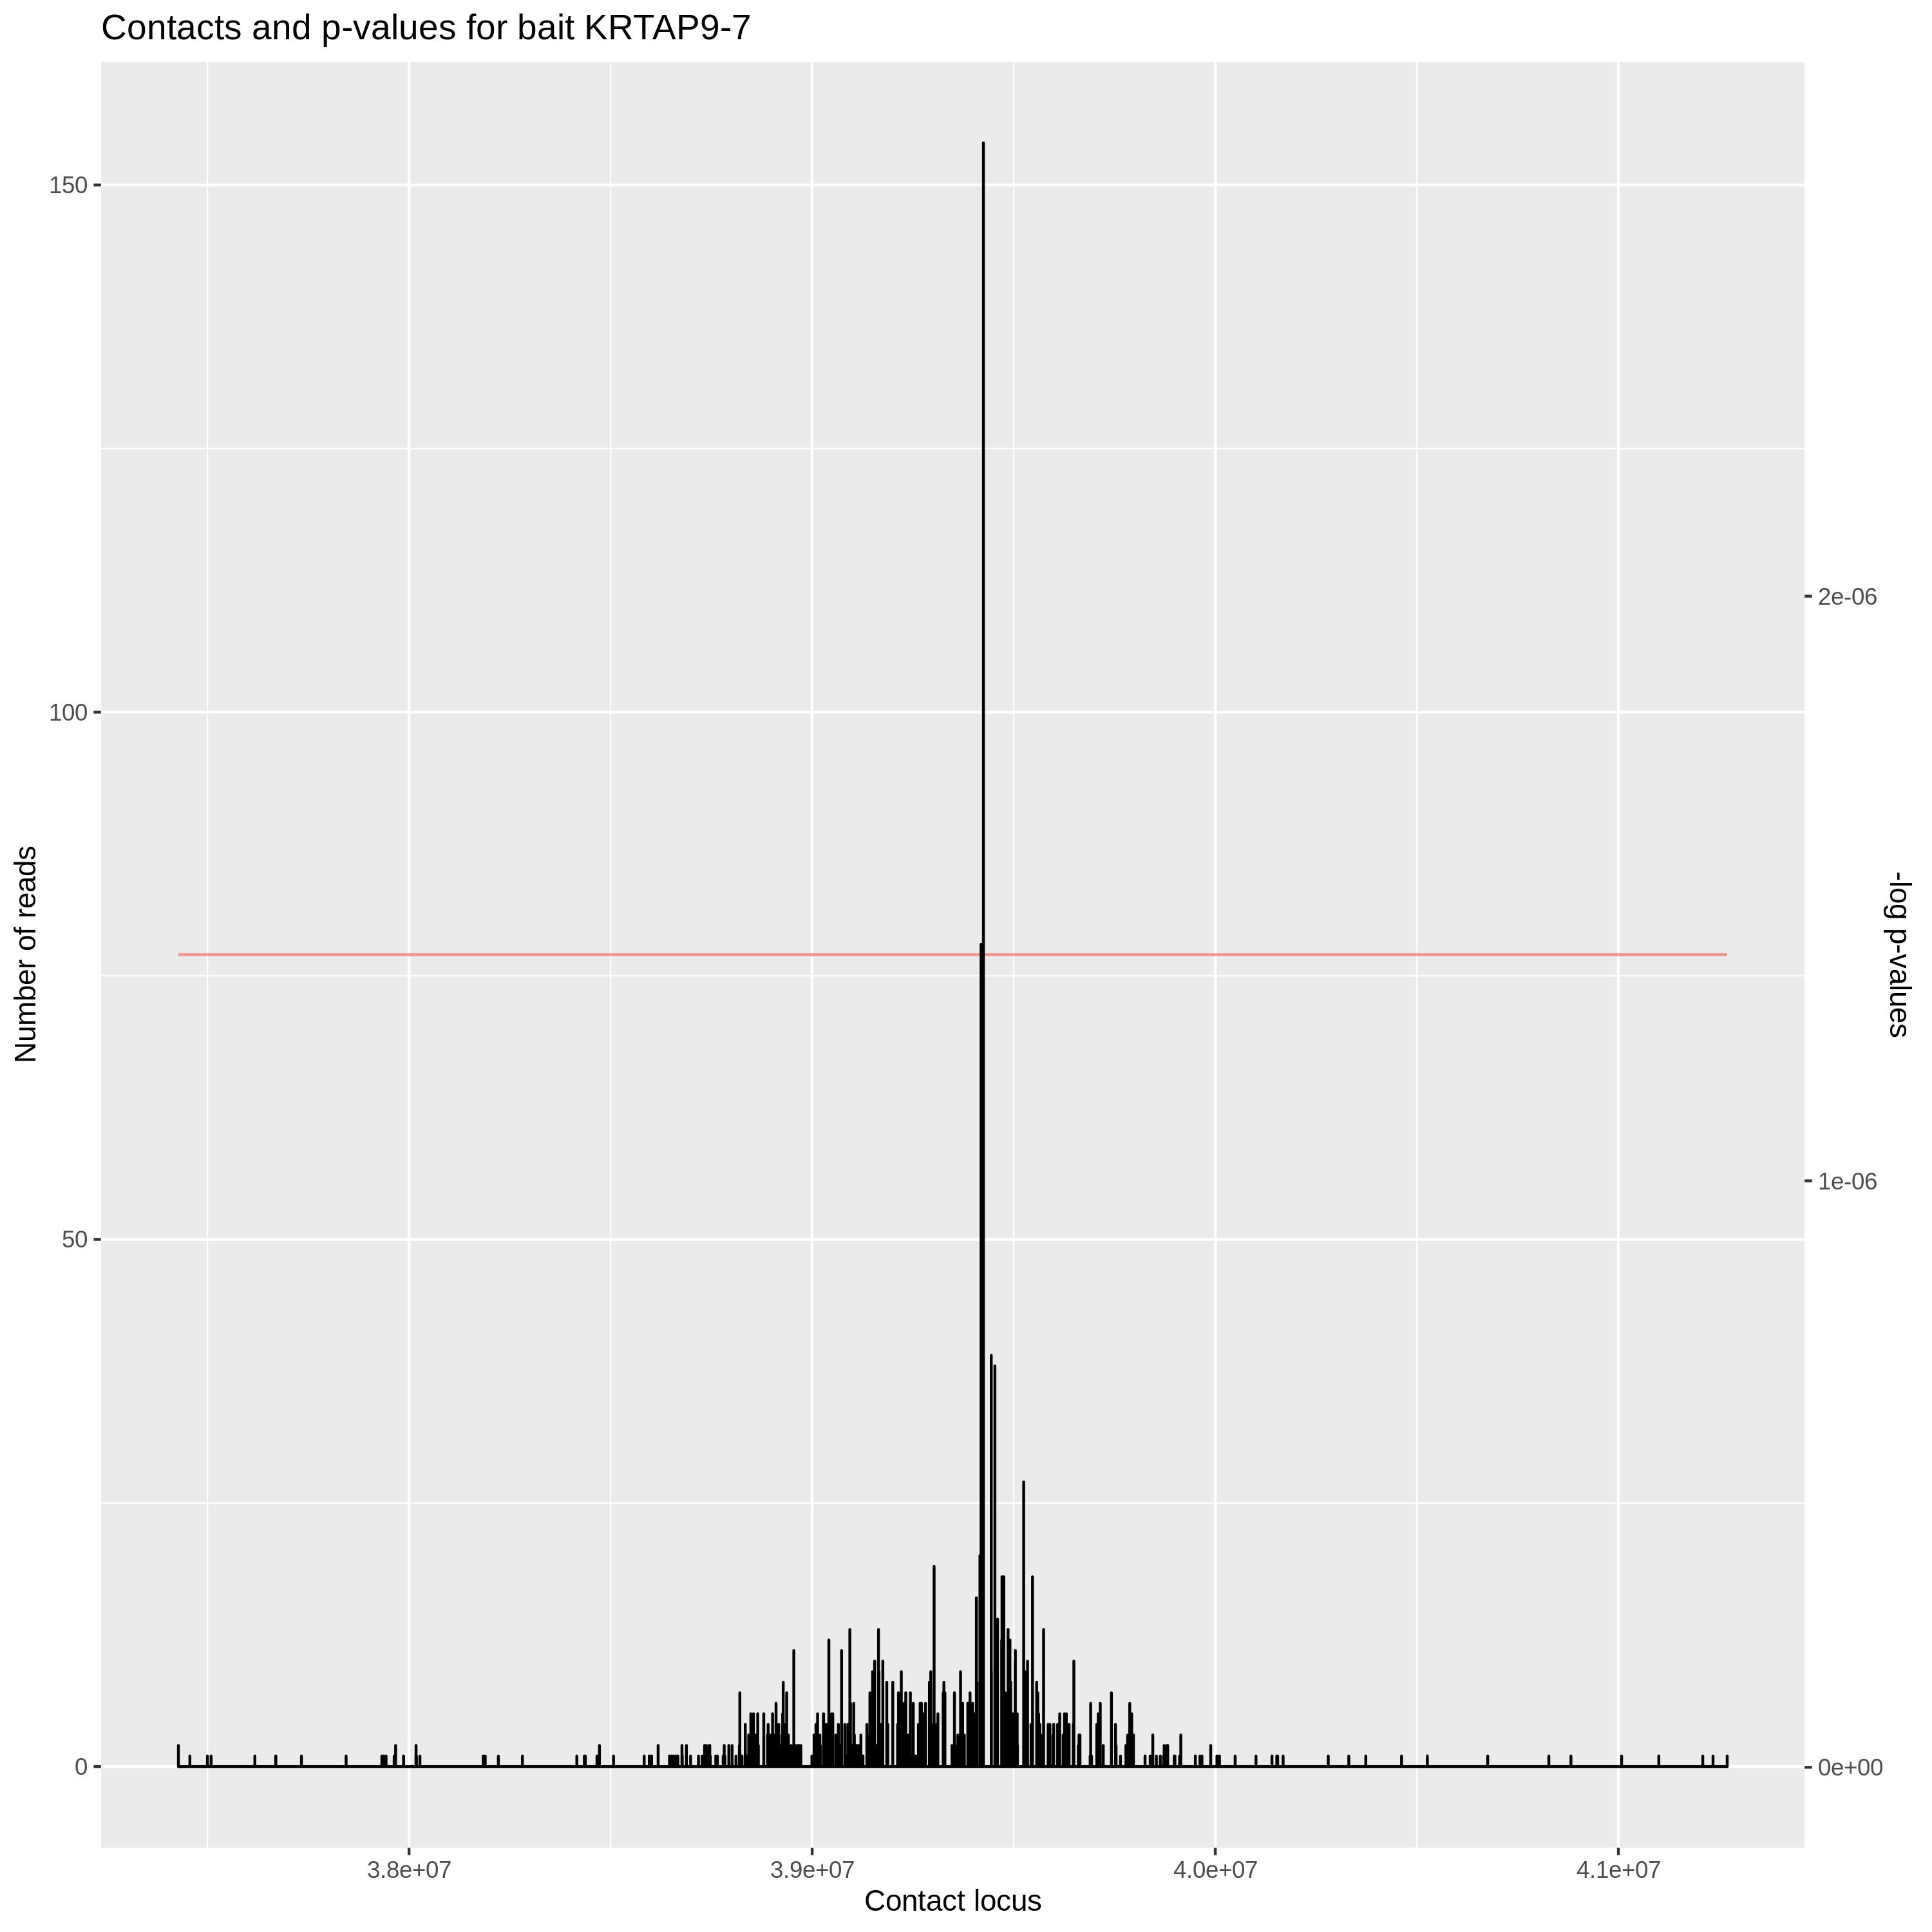 Contacts and p-values for bait KRTAP9-7
Number of reads
150
100
50
0
2e-06
1e-06
0e+00
-log p-values
3.8e+07
3.9e+07
4.0e+07
4.1e+07
Contact locus